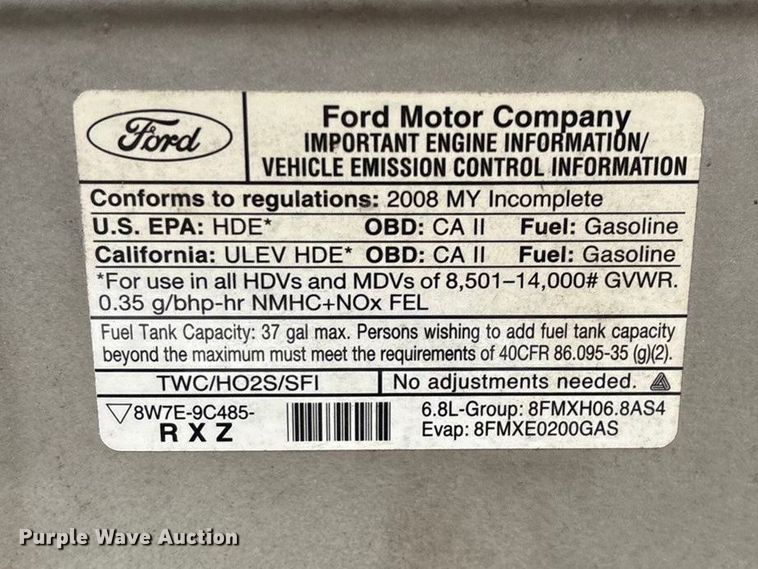 Ford
Ford Motor Company
IMPORTANT ENGINE INFORMATION/
VEHICLE EMISSION CONTROL INFORMATION
Conforms to regulations: 2008 MY Incomplete
U.S. EPA: HDE* OBD: CA II Fuel: Gasoline
California: ULEV HDE* OBD: CA II Fuel: Gasoline
*For use in all HDVs and MDVs of 8,501–14,000# GVWR.
0.35 g/bhp-hr NMHC+NOx FEL
Fuel Tank Capacity: 37 gal max. Persons wishing to add fuel tank capacity
beyond the maximum must meet the requirements of 40CFR 86.095-35 (g)(2).
TWC/HO2S/SFI No adjustments needed.
8W7E-9C485-
R X Z
6.8L-Group: 8FMXH06.8AS4
Evap: 8FMXE0200GAS
Purple Wave Auction